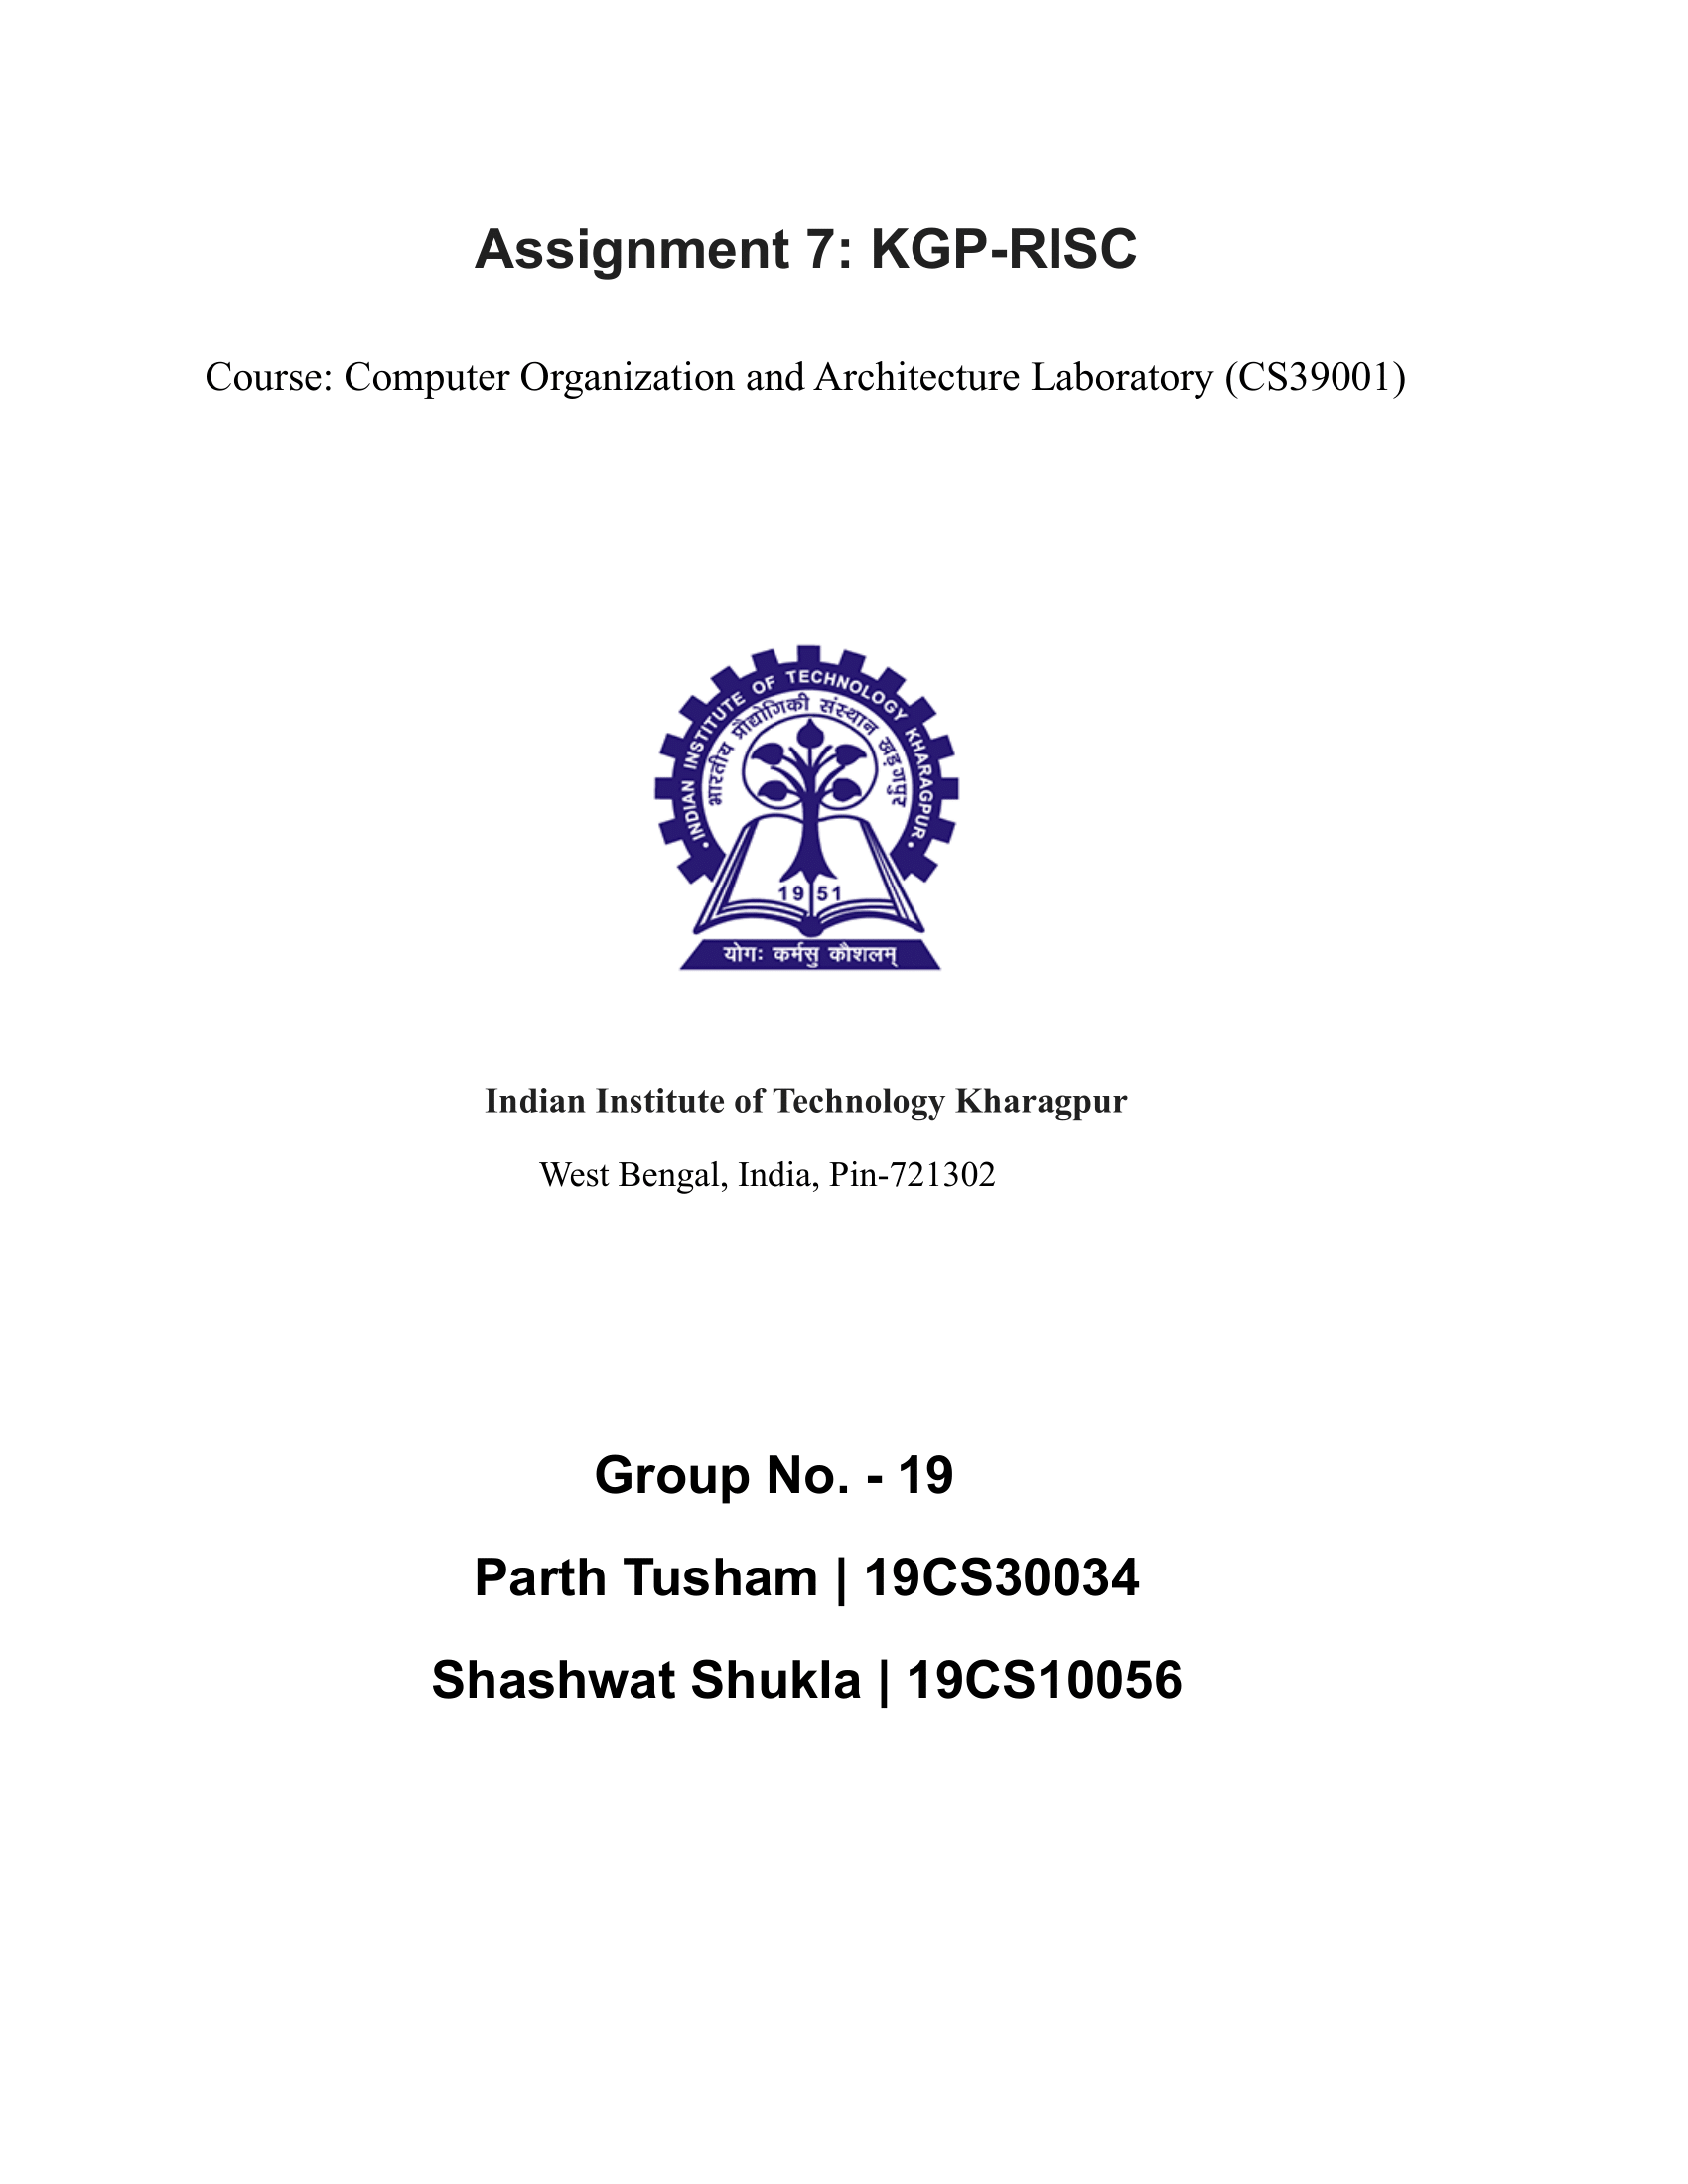 Assignment 7: KGP-RISC
Course: Computer Organization and Architecture Laboratory (CS39001)
INDIAN INSTITUTE OF TECHNOLOGY KHARAGPUR
भारतीय प्रौद्योगिकी संस्थान खड़गपुर
19 51
योगः कर्मसु कौशलम्
Indian Institute of Technology Kharagpur
West Bengal, India, Pin-721302
Group No. - 19
Parth Tusham | 19CS30034
Shashwat Shukla | 19CS10056